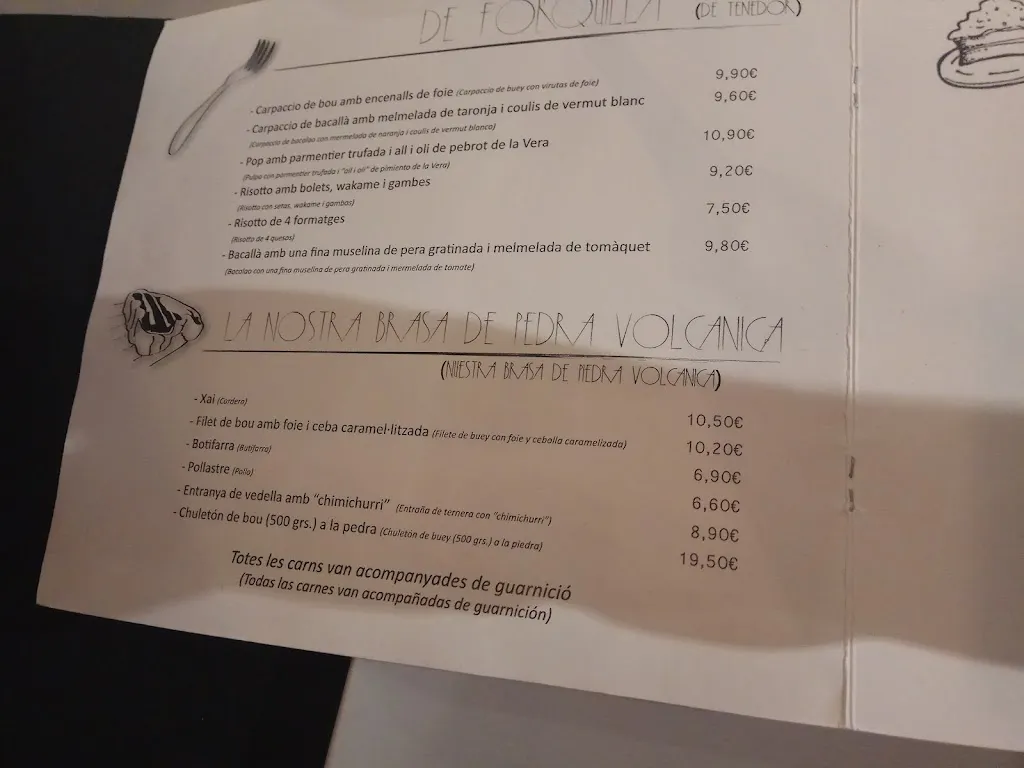 DE FORQUILLA (DE TENEDOR)
- Carpaccio de bou amb encenalls de foie (Carpaccio de buey con virutas de foie) 9,90€
- Carpaccio de bacallà amb melmelada de taronja i coulis de vermut blanc 9,60€
(Carpaccio de bacalao con mermelada de naranja i coulis de vermut blanco)
- Pop amb parmentier trufada i all i oli de pebrot de la Vera 10,90€
(Pulpo con parmentier trufada i "all i oli" de pimiento de la Vera)
- Risotto amb bolets, wakame i gambes 9,20€
(Risotto con setas, wakame i gambas)
- Risotto de 4 formatges 7,50€
(Risotto de 4 quesos)
- Bacallà amb una fina muselina de pera gratinada i melmelada de tomàquet 9,80€
(Bacalao con una fina muselina de pera gratinada i mermelada de tomate)
LA NOSTRA BRASA DE PEDRA VOLCANICA
(NUESTRA BRASA DE PIEDRA VOLCANICA)
- Xai (Cordero) 10,50€
- Filet de bou amb foie i ceba caramel·litzada (Filete de buey con foie y cebolla caramelizada) 10,20€
- Botifarra (Butifarra) 6,90€
- Pollastre (Pollo) 6,60€
- Entranya de vedella amb "chimichurri" (Entraña de ternera con "chimichurri") 8,90€
- Chuletón de bou (500 grs.) a la pedra (Chuletón de buey (500 grs.) a la piedra) 19,50€
Totes les carns van acompanyades de guarnició
(Todas las carnes van acompañadas de guarnición)